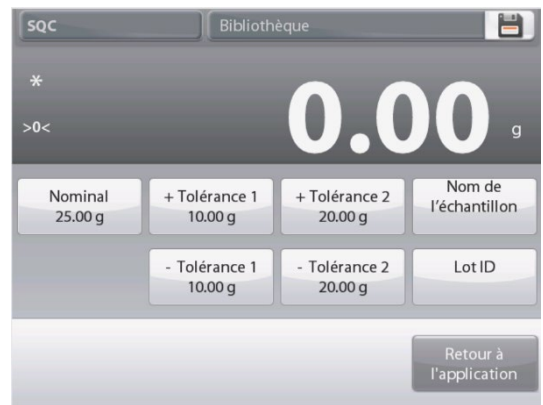 SQC
Bibliothèque
*
>0<
0.00 g
Nominal
25.00 g
+ Tolérance 1
10.00 g
+ Tolérance 2
20.00 g
Nom de
l'échantillon
- Tolérance 1
10.00 g
- Tolérance 2
20.00 g
Lot ID
Retour à
l'application